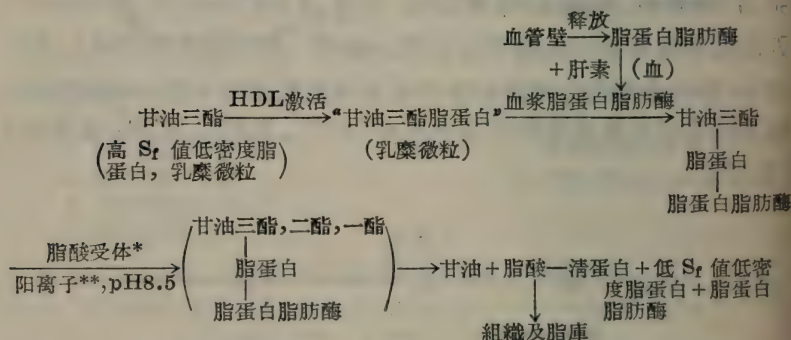 释放
血管壁⟶脂蛋白脂肪酶
+肝素↓(血)
甘油三酯 HDL激活⟶ “甘油三酯脂蛋白” 血浆脂蛋白脂肪酶⟶ 甘油三酯
(高 Sf 值低密度脂蛋白, 乳糜微粒) (乳糜微粒) 脂蛋白
脂蛋白脂肪酶
脂酸受体*
阳离子**,pH8.5
(甘油三酯,二酯,一酯
脂蛋白
脂蛋白脂肪酶)
⟶甘油+脂酸—清蛋白+低 Sf 值低密
度脂蛋白+脂蛋白
脂肪酶
↓
組織及脂庫